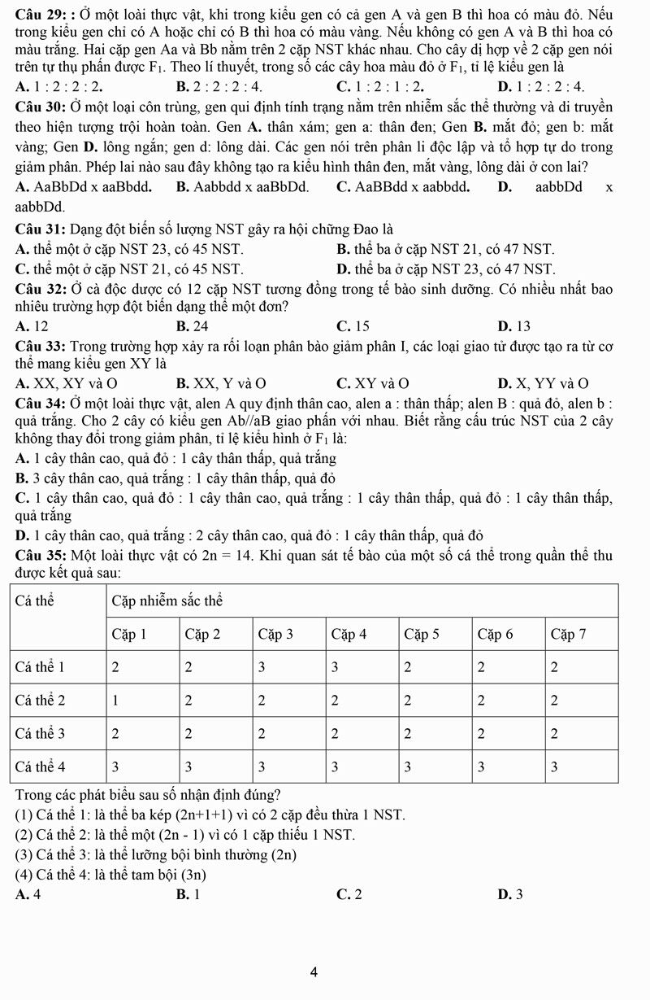 Câu 29: : Ở một loài thực vật, khi trong kiểu gen có cả gen A và gen B thì hoa có màu đỏ. Nếu
trong kiểu gen chỉ có A hoặc chỉ có B thì hoa có màu vàng. Nếu không có gen A và B thì hoa có
màu trắng. Hai cặp gen Aa và Bb nằm trên 2 cặp NST khác nhau. Cho cây dị hợp về 2 cặp gen nói
trên tự thụ phấn được F₁. Theo lí thuyết, trong số các cây hoa màu đỏ ở F₁, tỉ lệ kiểu gen là
A. 1 : 2 : 2 : 2. B. 2 : 2 : 2 : 4. C. 1 : 2 : 1 : 2. D. 1 : 2 : 2 : 4.
Câu 30: Ở một loại côn trùng, gen qui định tính trạng nằm trên nhiễm sắc thể thường và di truyền
theo hiện tượng trội hoàn toàn. Gen A. thân xám; gen a: thân đen; Gen B. mắt đỏ; gen b: mắt
vàng; Gen D. lông ngắn; gen d: lông dài. Các gen nói trên phân li độc lập và tổ hợp tự do trong
giảm phân. Phép lai nào sau đây không tạo ra kiểu hình thân đen, mắt vàng, lông dài ở con lai?
A. AaBbDd x aaBbdd. B. Aabbdd x aaBbDd. C. AaBBdd x aabbdd. D. aabbDd x
aabbDd.
Câu 31: Dạng đột biến số lượng NST gây ra hội chứng Đao là
A. thể một ở cặp NST 23, có 45 NST. B. thể ba ở cặp NST 21, có 47 NST.
C. thể một ở cặp NST 21, có 45 NST. D. thể ba ở cặp NST 23, có 47 NST.
Câu 32: Ở cà độc dược có 12 cặp NST tương đồng trong tế bào sinh dưỡng. Có nhiều nhất bao
nhiêu trường hợp đột biến dạng thể một đơn?
A. 12 B. 24 C. 15 D. 13
Câu 33: Trong trường hợp xảy ra rối loạn phân bào giảm phân I, các loại giao tử được tạo ra từ cơ
thể mang kiểu gen XY là
A. XX, XY và O B. XX, Y và O C. XY và O D. X, YY và O
Câu 34: Ở một loài thực vật, alen A quy định thân cao, alen a : thân thấp; alen B : quả đỏ, alen b :
quả trắng. Cho 2 cây có kiểu gen Ab//aB giao phấn với nhau. Biết rằng cấu trúc NST của 2 cây
không thay đổi trong giảm phân, tỉ lệ kiểu hình ở F₁ là:
A. 1 cây thân cao, quả đỏ : 1 cây thân thấp, quả trắng
B. 3 cây thân cao, quả trắng : 1 cây thân thấp, quả đỏ
C. 1 cây thân cao, quả đỏ : 1 cây thân cao, quả trắng : 1 cây thân thấp, quả đỏ : 1 cây thân thấp,
quả trắng
D. 1 cây thân cao, quả trắng : 2 cây thân cao, quả đỏ : 1 cây thân thấp, quả đỏ
Câu 35: Một loài thực vật có 2n = 14. Khi quan sát tế bào của một số cá thể trong quần thể thu
được kết quả sau:
Cá thể Cặp nhiễm sắc thể
Cặp 1 Cặp 2 Cặp 3 Cặp 4 Cặp 5 Cặp 6 Cặp 7
Cá thể 1 2 2 3 3 2 2 2
Cá thể 2 1 2 2 2 2 2 2
Cá thể 3 2 2 2 2 2 2 2
Cá thể 4 3 3 3 3 3 3 3
Trong các phát biểu sau số nhận định đúng?
(1) Cá thể 1: là thể ba kép (2n+1+1) vì có 2 cặp đều thừa 1 NST.
(2) Cá thể 2: là thể một (2n - 1) vì có 1 cặp thiếu 1 NST.
(3) Cá thể 3: là thể lưỡng bội bình thường (2n)
(4) Cá thể 4: là thể tam bội (3n)
A. 4 B. 1 C. 2 D. 3
4